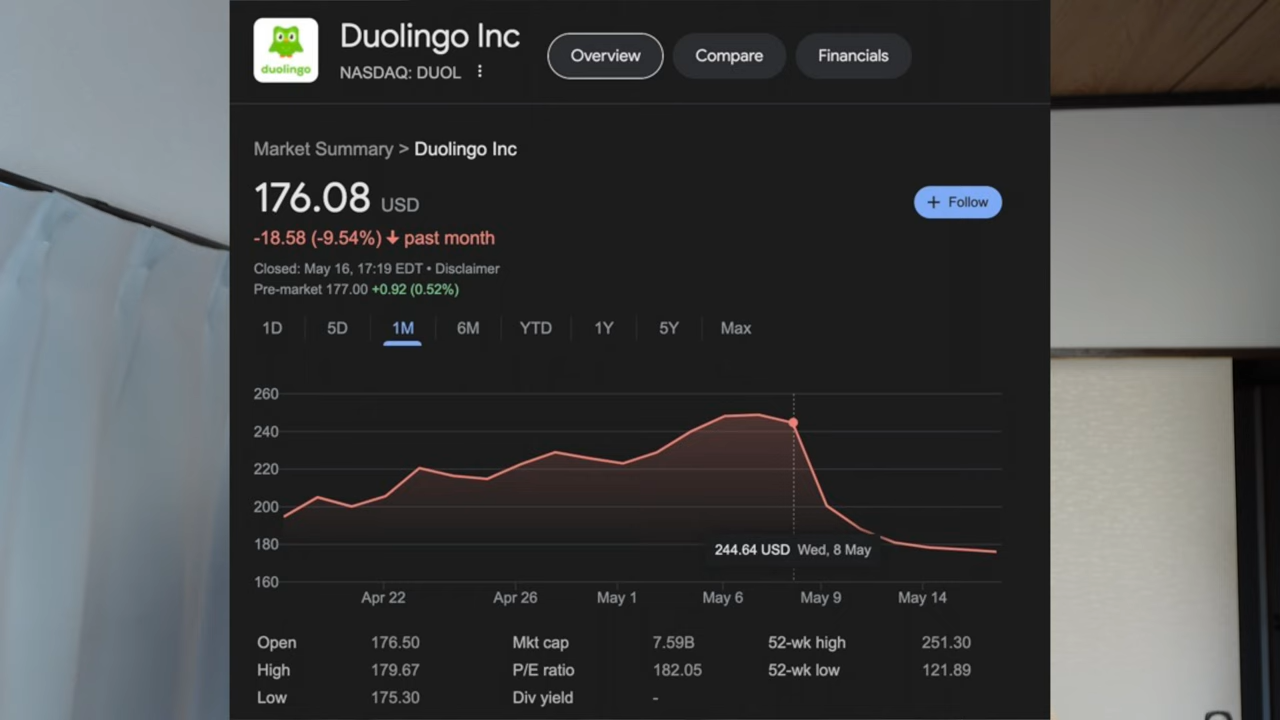 duolingo
Duolingo Inc
NASDAQ: DUOL
Overview
Compare
Financials
Market Summary > Duolingo Inc
176.08 USD
-18.58 (-9.54%) past month
+ Follow
Closed: May 16, 17:19 EDT • Disclaimer
Pre-market 177.00 +0.92 (0.52%)
1D 5D 1M 6M YTD 1Y 5Y Max
260
240
220
200
180
160
244.64 USD Wed, 8 May
Apr 22 Apr 26 May 1 May 6 May 9 May 14
Open 176.50 Mkt cap 7.59B 52-wk high 251.30
High 179.67 P/E ratio 182.05 52-wk low 121.89
Low 175.30 Div yield -